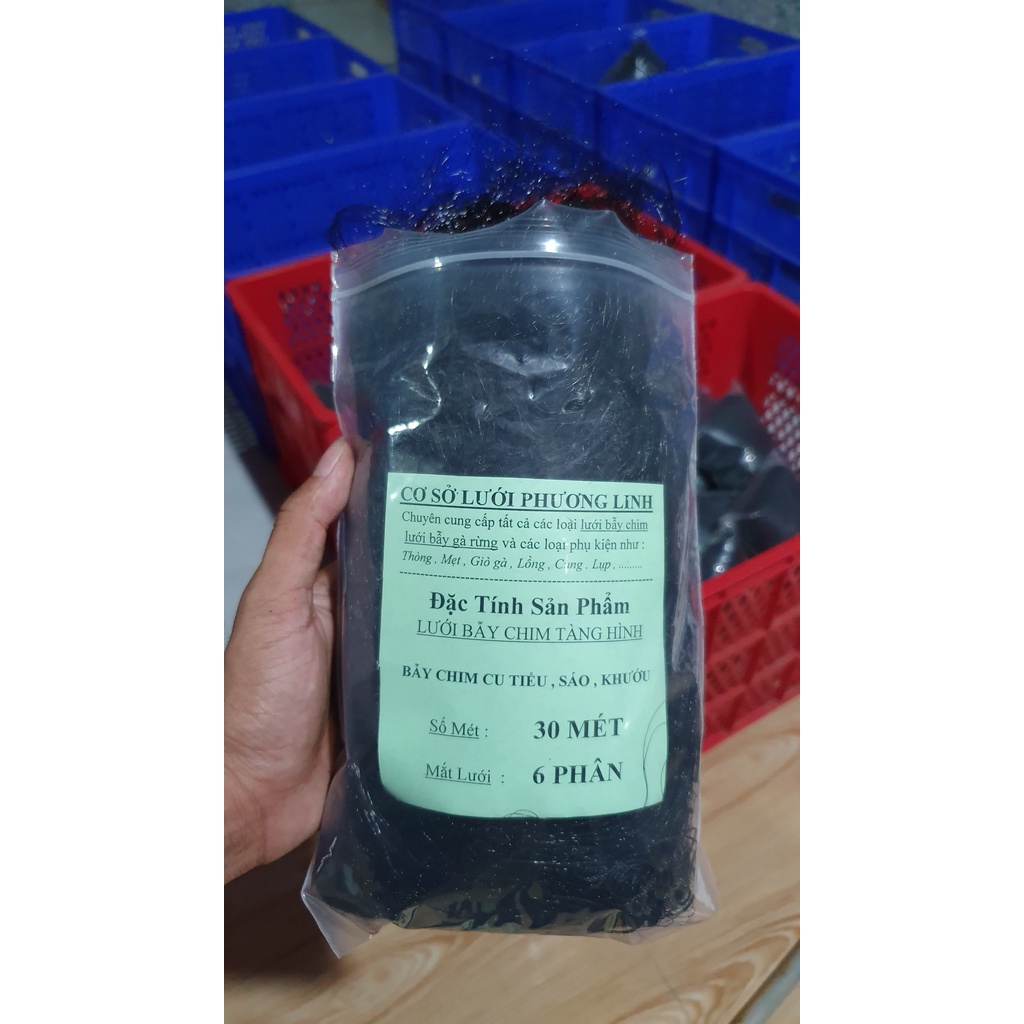 CƠ SỞ LƯỚI PHƯƠNG LINH
Chuyên cung cấp tất cả các loại lưới bẫy chim
lưới bẫy gà rừng và các loại phụ kiện như :
Thòng , Mẹt , Giò gà , Lồng , Cung , Lụp , .........
Đặc Tính Sản Phẩm
LƯỚI BẪY CHIM TÀNG HÌNH
BẪY CHIM CU TIỂU , SÁO , KHƯỚU
Số Mét : 30 MÉT
Mắt Lưới : 6 PHÂN